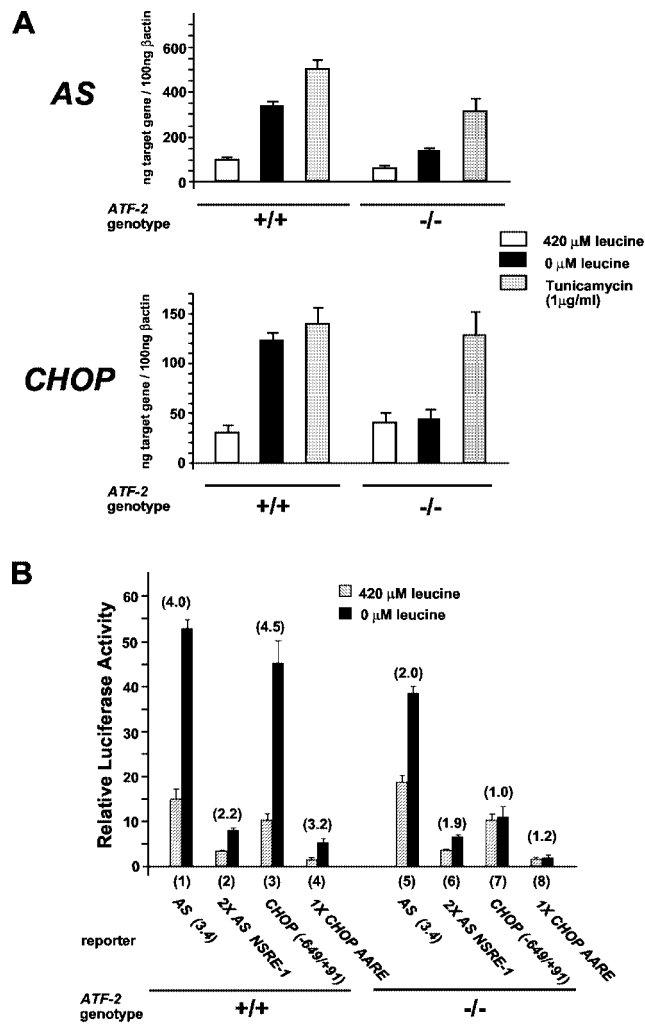 A
AS
ng target gene / 100ng βactin
600
400
200
0
ATF-2
genotype
+/+
-/-
420 μM leucine
0 μM leucine
Tunicamycin
(1μg/ml)
CHOP
ng target gene / 100ng βactin
150
100
50
0
ATF-2
genotype
+/+
-/-
B
Relative Luciferase Activity
60
50
40
30
20
10
0
420 μM leucine
0 μM leucine
(4.0)
(2.2)
(4.5)
(3.2)
(2.0)
(1.9)
(1.0)
(1.2)
(1) (2) (3) (4) (5) (6) (7) (8)
reporter
AS (3.4)
2X AS NSRE-1
CHOP (-649/+91)
1X CHOP AARE
AS (3.4)
2X AS NSRE-1
CHOP (-649/+91)
1X CHOP AARE
ATF-2
genotype
+/+
-/-